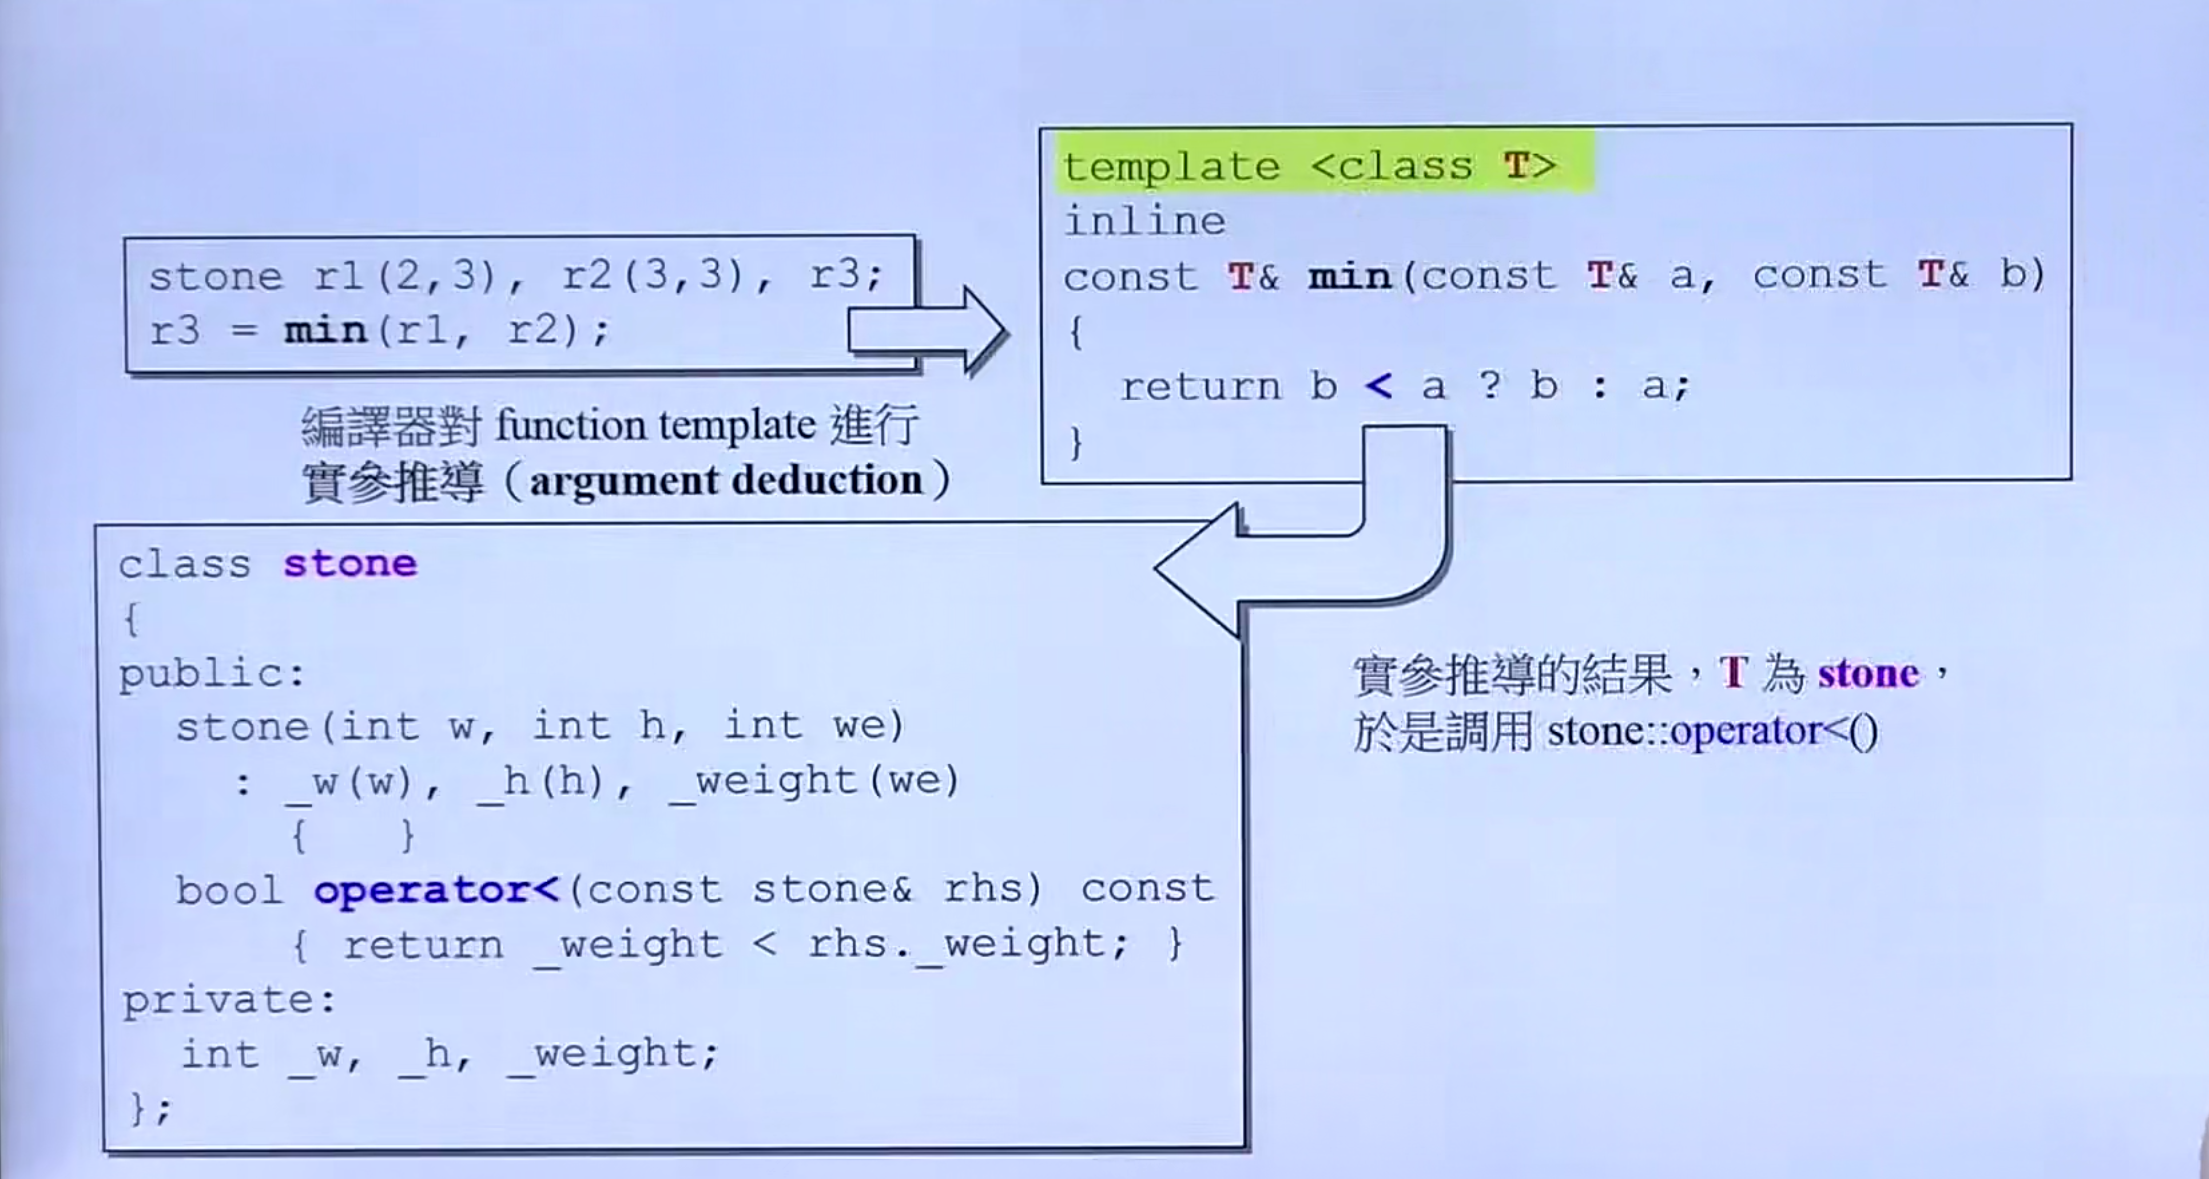 stone r1(2,3), r2(3,3), r3;
r3 = min(r1, r2);
編譯器對 function template 進行
實參推導（argument deduction）
template <class T>
inline
const T& min(const T& a, const T& b)
{
return b < a ? b : a;
}
class stone
{
public:
stone(int w, int h, int we)
: _w(w), _h(h), _weight(we)
{ }
bool operator<(const stone& rhs) const
{ return _weight < rhs._weight; }
private:
int _w, _h, _weight;
};
實參推導的結果，T 為 stone，
於是調用 stone::operator<()